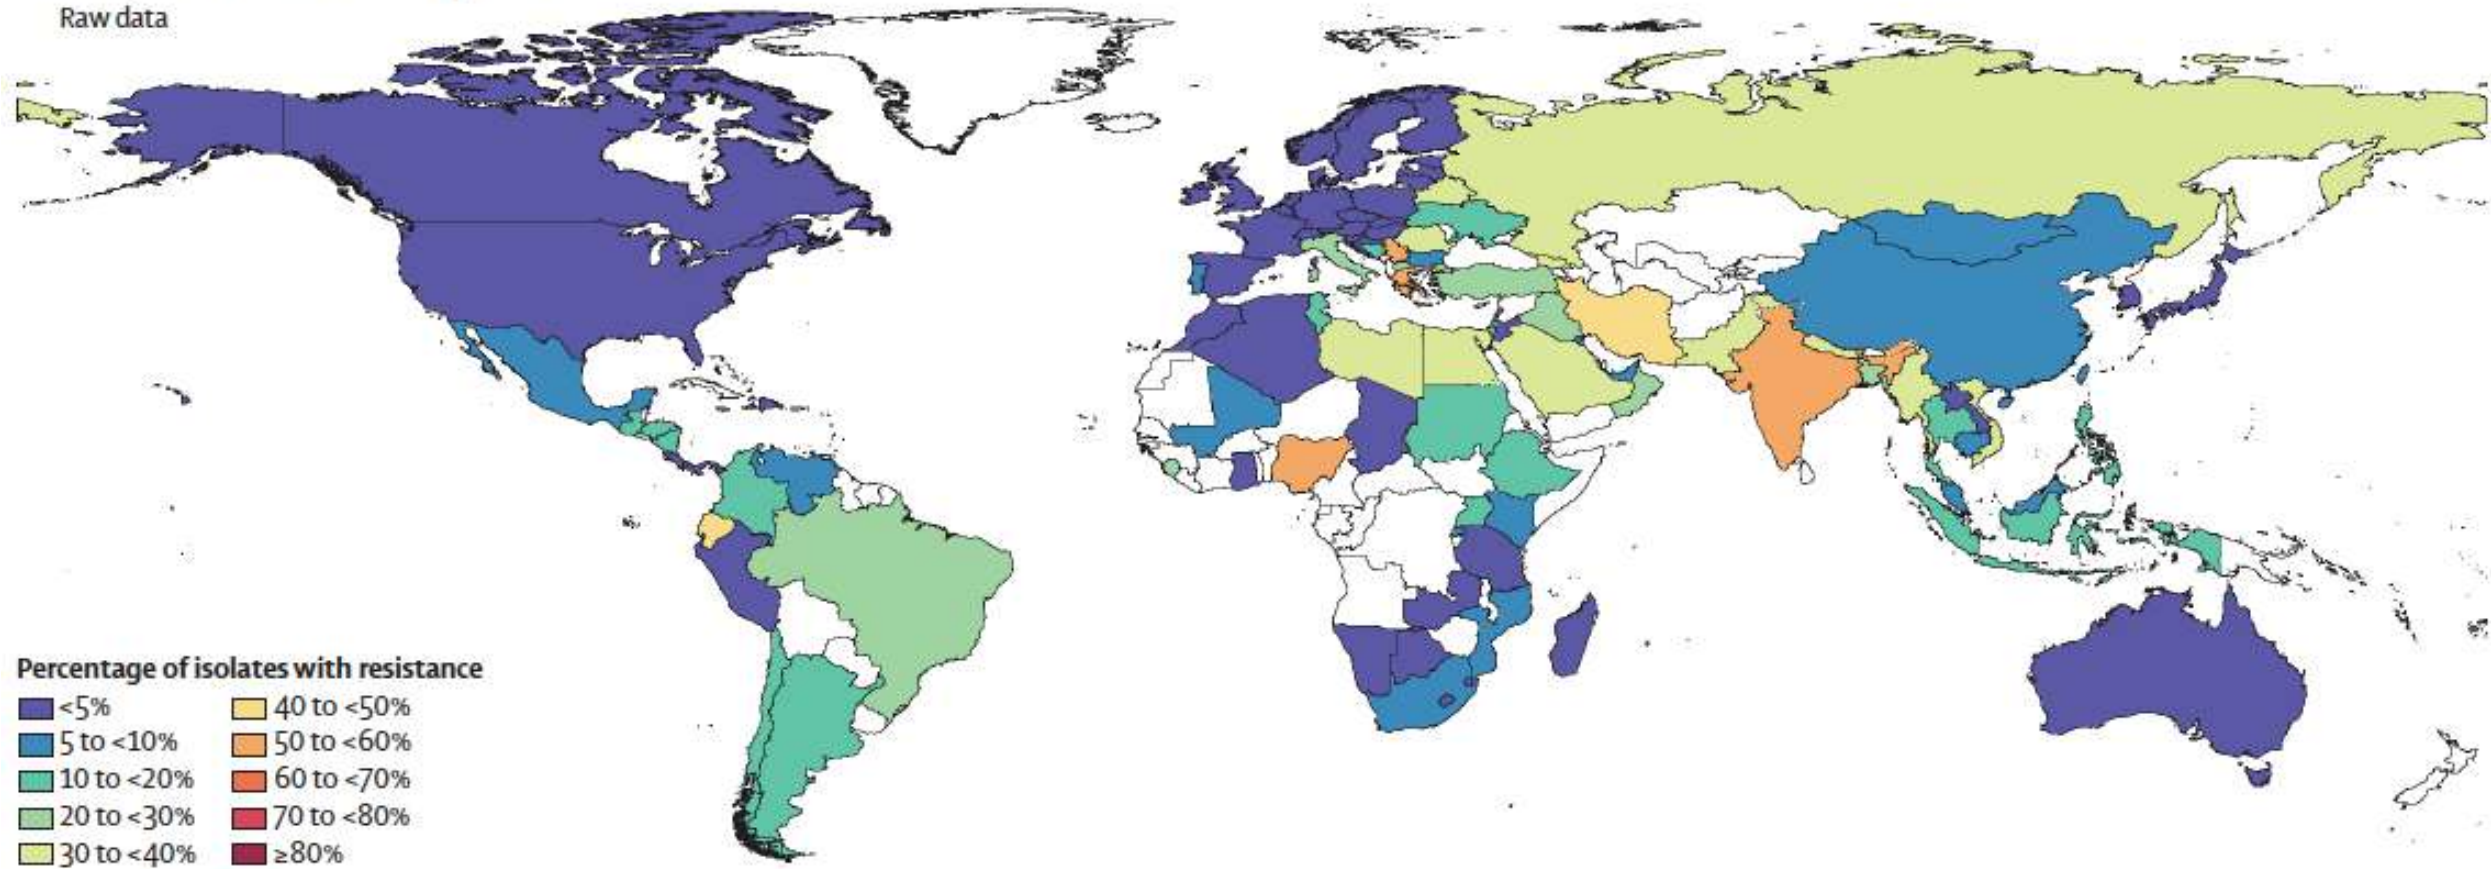 Raw data
Percentage of isolates with resistance
<5%
5 to <10%
10 to <20%
20 to <30%
30 to <40%
40 to <50%
50 to <60%
60 to <70%
70 to <80%
≥80%